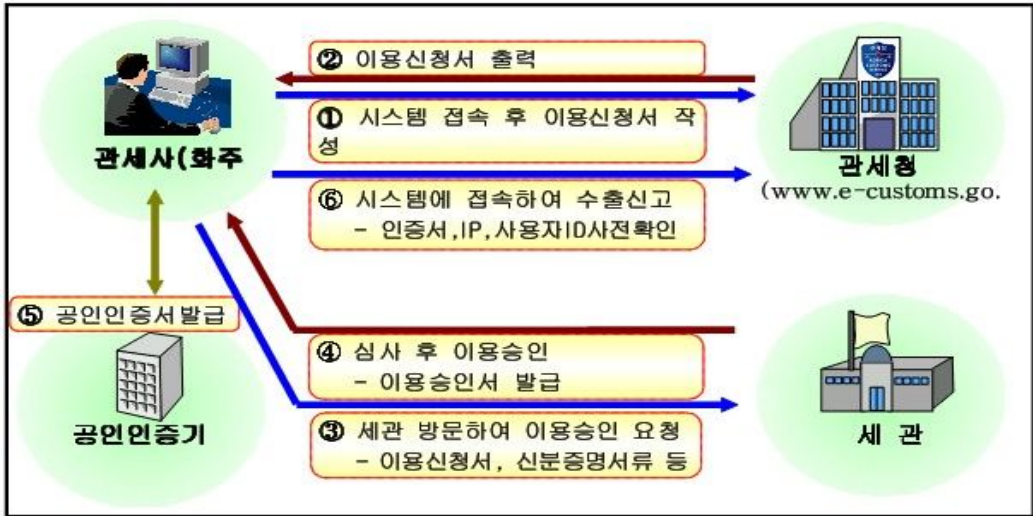 ② 이용신청서 출력
① 시스템 접속 후 이용신청서 작
성
관세사(화주
관세청
(www.e-customs.go.
⑥ 시스템에 접속하여 수출신고
- 인증서,IP,사용자ID사전확인
⑤ 공인인증서발급
④ 심사 후 이용승인
- 이용승인서 발급
공인인증기
③ 세관 방문하여 이용승인 요청
- 이용신청서, 신분증명서류 등
세 관